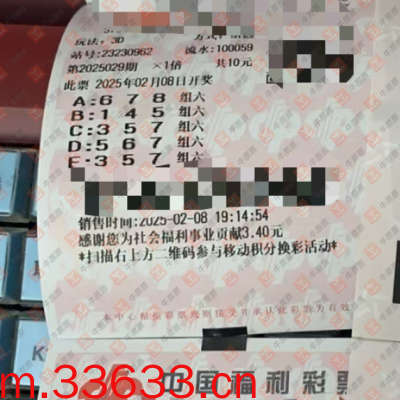 玩法:3D
站号:23230962 流水:100059
第2025029期 ×1倍 共10元
此票 2025年02月08日开奖
A:6 7 8 组六
B:1 4 5 组六
C:3 5 7 组六
D:5 6 7 组六
E:3 5 7 组六
销售时间:2025-02-08 19:14:54
感谢您为社会福利事业贡献3.40元
*扫描右上方二维码参与移动积分换彩活动*
m.33633.cn
中国福利彩票